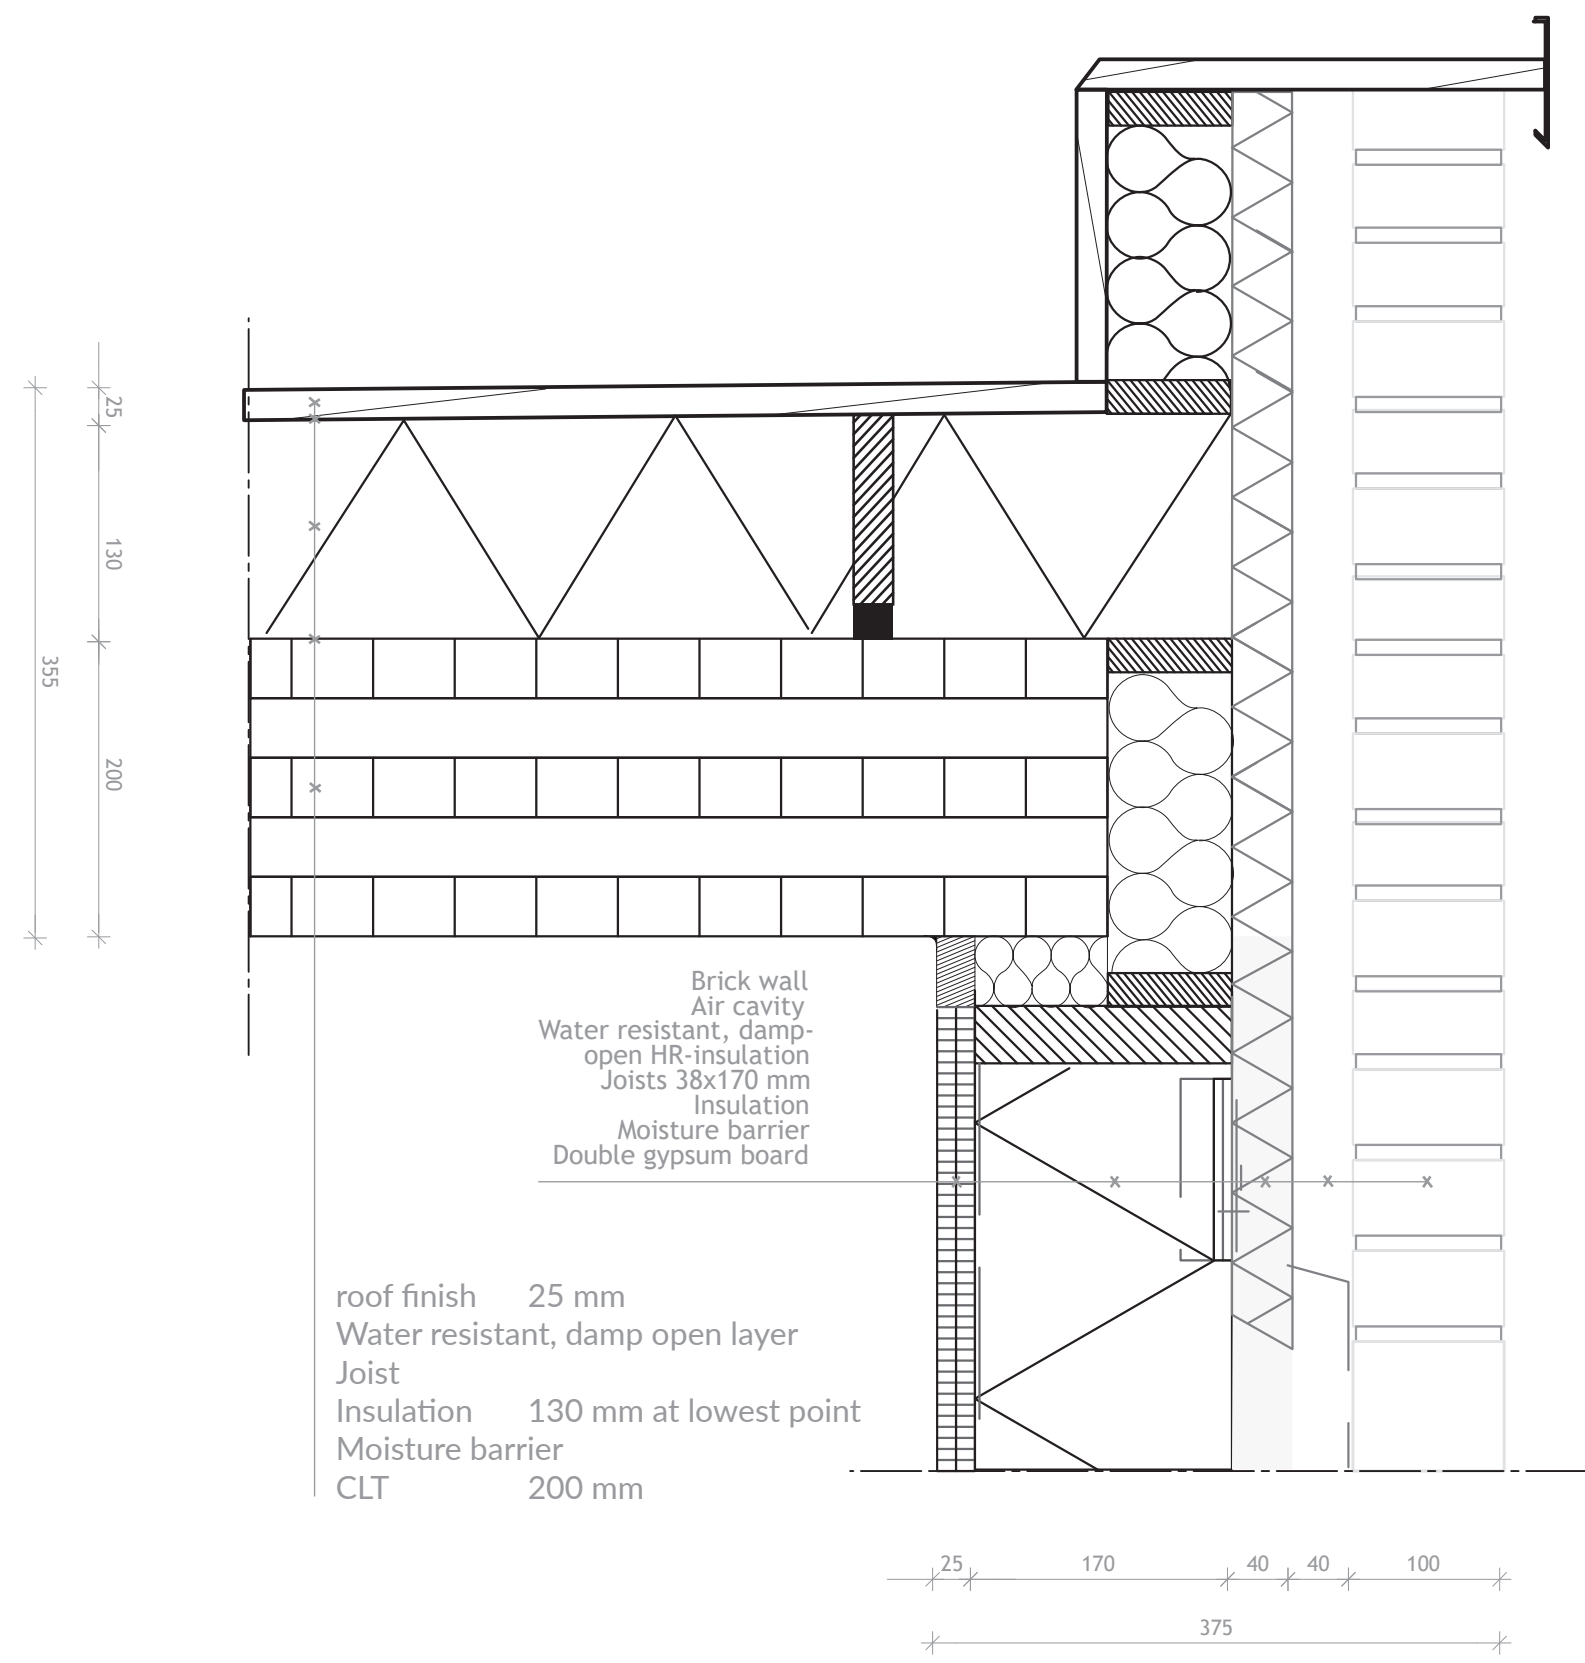 25
130
355
200
Brick wall
Air cavity
Water resistant, damp-
open HR-insulation
Joists 38x170 mm
Insulation
Moisture barrier
Double gypsum board
roof finish 25 mm
Water resistant, damp open layer
Joist
Insulation 130 mm at lowest point
Moisture barrier
CLT 200 mm
25 170 40 40 100
375